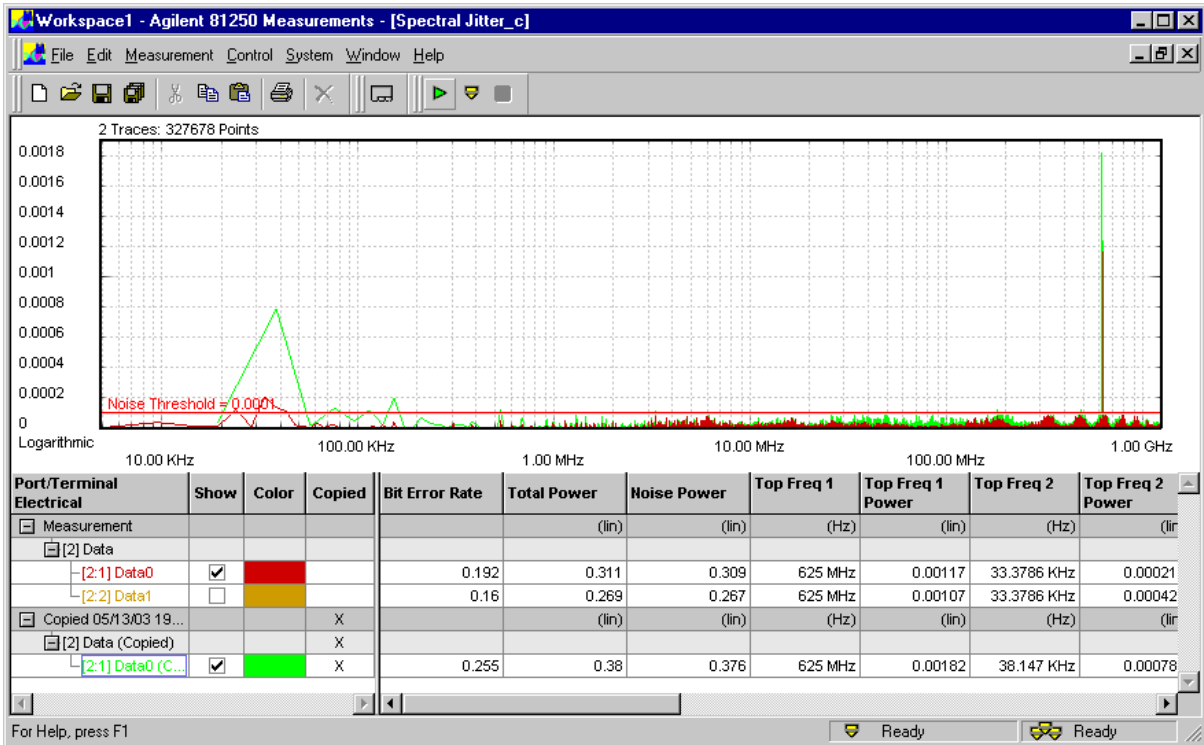 Workspace1 - Agilent 81250 Measurements - [Spectral Jitter_c]
File Edit Measurement Control System Window Help
2 Traces: 327678 Points
0.0018
0.0016
0.0014
0.0012
0.001
0.0008
0.0006
0.0004
0.0002
Noise Threshold = 0.0001
0
Logarithmic
10.00 KHz 100.00 KHz 1.00 MHz 10.00 MHz 100.00 MHz 1.00 GHz
Port/Terminal Electrical Show Color Copied Bit Error Rate Total Power Noise Power Top Freq 1 Top Freq 1 Power Top Freq 2 Top Freq 2 Power
Measurement (lin) (lin) (Hz) (lin) (Hz) (lin
[2] Data
[2:1] Data0 0.192 0.311 0.309 625 MHz 0.00117 33.3786 KHz 0.00021
[2:2] Data1 0.16 0.269 0.267 625 MHz 0.00107 33.3786 KHz 0.00042
Copied 05/13/03 19... X (lin) (lin) (Hz) (lin) (Hz) (lin
[2] Data (Copied) X
[2:1] Data0 (C... X 0.255 0.38 0.376 625 MHz 0.00182 38.147 KHz 0.00078
For Help, press F1 Ready Ready